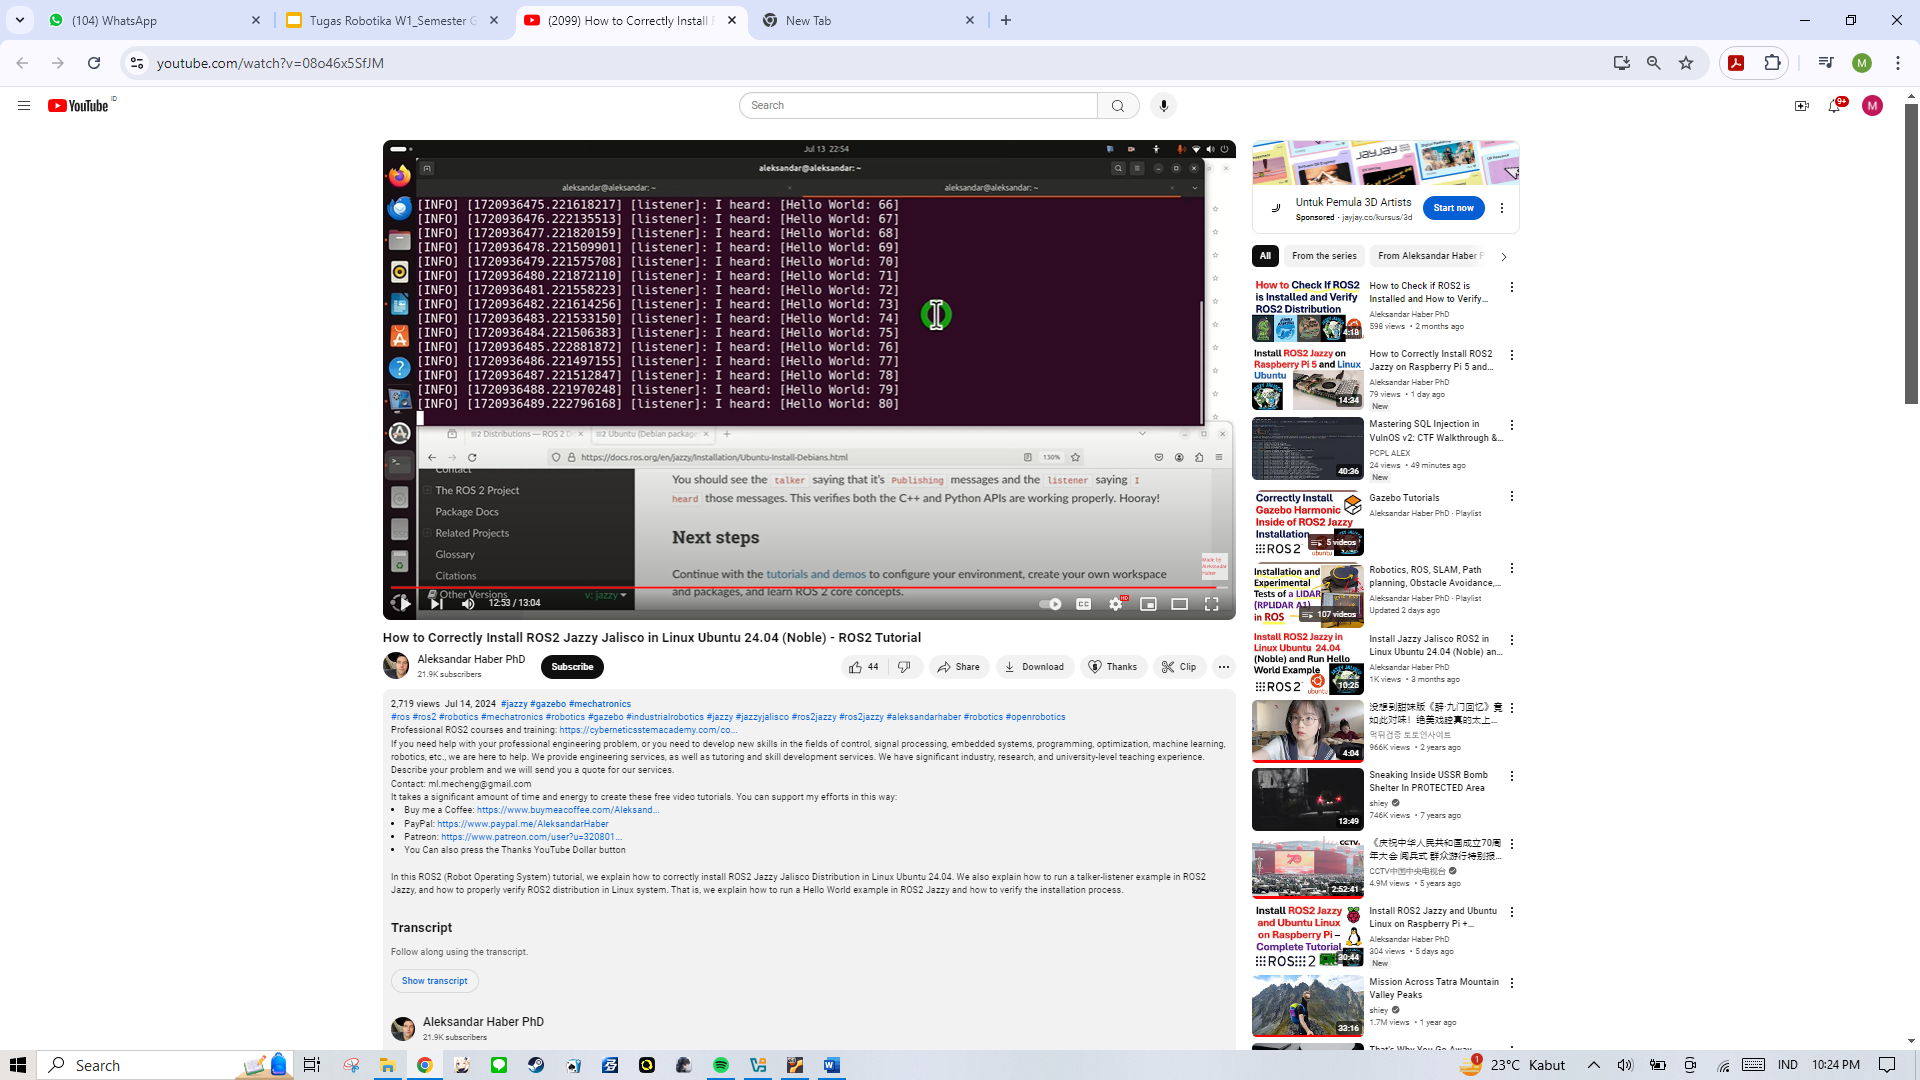 (104) WhatsApp
Tugas Robotika W1_Semester G
(2099) How to Correctly Install R
New Tab
youtube.com/watch?v=08o46x5SfJM
M
YouTube ID
Search
9+
M
Jul 13 22:54
aleksandar@aleksandar: ~
aleksandar@aleksandar: ~
aleksandar@aleksandar: ~
[INFO] [1720936475.221618217] [listener]: I heard: [Hello World: 66]
[INFO] [1720936476.222135513] [listener]: I heard: [Hello World: 67]
[INFO] [1720936477.221820159] [listener]: I heard: [Hello World: 68]
[INFO] [1720936478.221509901] [listener]: I heard: [Hello World: 69]
[INFO] [1720936479.221575708] [listener]: I heard: [Hello World: 70]
[INFO] [1720936480.221872110] [listener]: I heard: [Hello World: 71]
[INFO] [1720936481.221558223] [listener]: I heard: [Hello World: 72]
[INFO] [1720936482.221614256] [listener]: I heard: [Hello World: 73]
[INFO] [1720936483.221533150] [listener]: I heard: [Hello World: 74]
[INFO] [1720936484.221506383] [listener]: I heard: [Hello World: 75]
[INFO] [1720936485.222881872] [listener]: I heard: [Hello World: 76]
[INFO] [1720936486.221497155] [listener]: I heard: [Hello World: 77]
[INFO] [1720936487.221512847] [listener]: I heard: [Hello World: 78]
[INFO] [1720936488.221970248] [listener]: I heard: [Hello World: 79]
[INFO] [1720936489.222796168] [listener]: I heard: [Hello World: 80]
2 Distributions — ROS 2 D
2 Ubuntu (Debian package
https://docs.ros.org/en/jazzy/Installation/Ubuntu-Install-Debians.html
130%
Contact
The ROS 2 Project
Package Docs
Related Projects
Glossary
Citations
Other Versions
v: jazzy
You should see the talker saying that it's Publishing messages and the listener saying I
heard those messages. This verifies both the C++ and Python APIs are working properly. Hooray!
Next steps
Continue with the tutorials and demos to configure your environment, create your own workspace
and packages, and learn ROS 2 core concepts.
Made by
Aleksandar
Haber
12:53 / 13:04
CC
HD
How to Correctly Install ROS2 Jazzy Jalisco in Linux Ubuntu 24.04 (Noble) - ROS2 Tutorial
Aleksandar Haber PhD
21.9K subscribers
Subscribe
44
Share
Download
Thanks
Clip
2,719 views Jul 14, 2024 #jazzy #gazebo #mechatronics
#ros #ros2 #robotics #mechatronics #robotics #gazebo #industrialrobotics #jazzy #jazzyjalisco #ros2jazzy #ros2jazzy #aleksandarhaber #robotics #openrobotics
Professional ROS2 courses and training: https://cyberneticsstemacademy.com/co...
If you need help with your professional engineering problem, or you need to develop new skills in the fields of control, signal processing, embedded systems, programming, optimization, machine learning,
robotics, etc., we are here to help. We provide engineering services, as well as tutoring and skill development services. We have significant industry, research, and university-level teaching experience.
Describe your problem and we will send you a quote for our services.
Contact: ml.mecheng@gmail.com
It takes a significant amount of time and energy to create these free video tutorials. You can support my efforts in this way:
• Buy me a Coffee: https://www.buymeacoffee.com/Aleksand...
• PayPal: https://www.paypal.me/AleksandarHaber
• Patreon: https://www.patreon.com/user?u=320801...
• You Can also press the Thanks YouTube Dollar button
In this ROS2 (Robot Operating System) tutorial, we explain how to correctly install ROS2 Jazzy Jalisco Distribution in Linux Ubuntu 24.04. We also explain how to run a talker-listener example in ROS2
Jazzy, and how to properly verify ROS2 distribution in Linux system. That is, we explain how to run a Hello World example in ROS2 Jazzy and how to verify the installation process.
Transcript
Follow along using the transcript.
Show transcript
Aleksandar Haber PhD
21.9K subscribers
JAYJAY
Untuk Pemula 3D Artists
Sponsored · jayjay.co/kursus/3d
Start now
All
From the series
From Aleksandar Haber P
How to Check If ROS2
is Installed and Verify
ROS2 Distribution
4:18
How to Check if ROS2 is
Installed and How to Verify...
Aleksandar Haber PhD
598 views • 2 months ago
Install ROS2 Jazzy on
Raspberry Pi 5 and Linux
Ubuntu
14:34
How to Correctly Install ROS2
Jazzy on Raspberry Pi 5 and...
Aleksandar Haber PhD
79 views • 1 day ago
New
40:36
Mastering SQL Injection in
VulnOS v2: CTF Walkthrough &...
PCPL ALEX
24 views • 49 minutes ago
New
Correctly Install
Gazebo Harmonic
Inside of ROS2 Jazzy
Installation
ROS2
ubuntu
5 videos
Gazebo Tutorials
Aleksandar Haber PhD · Playlist
Installation and
Experimental
Tests of a LIDAR
(RPLIDAR A1)
in ROS
107 videos
Robotics, ROS, SLAM, Path
planning, Obstacle Avoidance,...
Aleksandar Haber PhD · Playlist
Updated 2 days ago
Install ROS2 Jazzy in
Linux Ubuntu 24.04
(Noble) and Run Hello
World Example
ROS2
10:25
Install Jazzy Jalisco ROS2 in
Linux Ubuntu 24.04 (Noble) an...
Aleksandar Haber PhD
1K views • 3 months ago
4:04
没想到甜妹版《辞·九门回忆》竟
如此对味！绝美戏腔真的太上...
먹뒤검증 토토인사이트
966K views • 2 years ago
13:49
Sneaking Inside USSR Bomb
Shelter In PROTECTED Area
shiey
746K views • 7 years ago
CCTV.
70
2:52:41
《庆祝中华人民共和国成立70周
年大会 阅兵式 群众游行特别报...
CCTV中国中央电视台
4.9M views • 5 years ago
Install ROS2 Jazzy
and Ubuntu Linux
on Raspberry Pi –
Complete Tutorial
ROS 2
30:44
Install ROS2 Jazzy and Ubuntu
Linux on Raspberry Pi +...
Aleksandar Haber PhD
304 views • 5 days ago
New
33:16
Mission Across Tatra Mountain
Valley Peaks
shiey
1.7M views • 1 year ago
That's Why You Go Away
Search
1
23°C Kabut
IND
10:24 PM